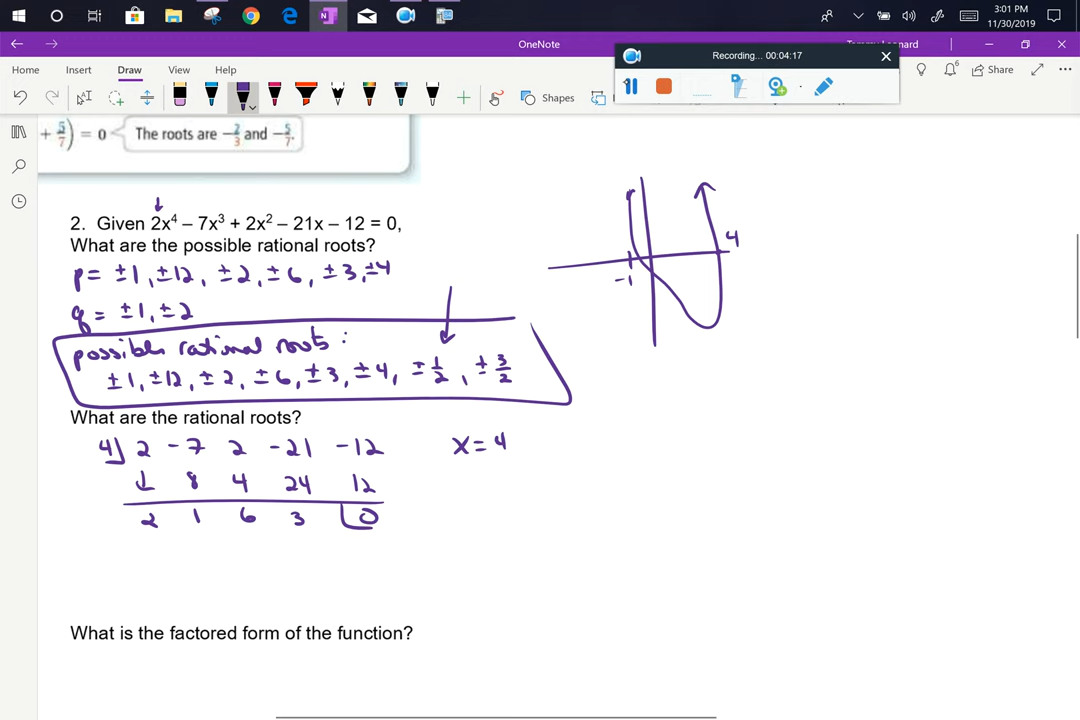 3:01 PM
11/30/2019
OneNote
Recording... 00:04:17
Home Insert Draw View Help
Shapes
6
Share
+ 5/7) = 0
The roots are −2/3 and −5/7.
2. Given 2x⁴ – 7x³ + 2x² – 21x – 12 = 0,
What are the possible rational roots?
p= ±1, ±12, ±2, ±6, ±3, ±4
q= ±1, ±2
possible rational roots:
±1, ±12, ±2, ±6, ±3, ±4, ±1/2, ±3/2
4
-1
What are the rational roots?
4⌋ 2 -7 2 -21 -12 x=4
↓ 8 4 24 12
2 1 6 3 0
What is the factored form of the function?